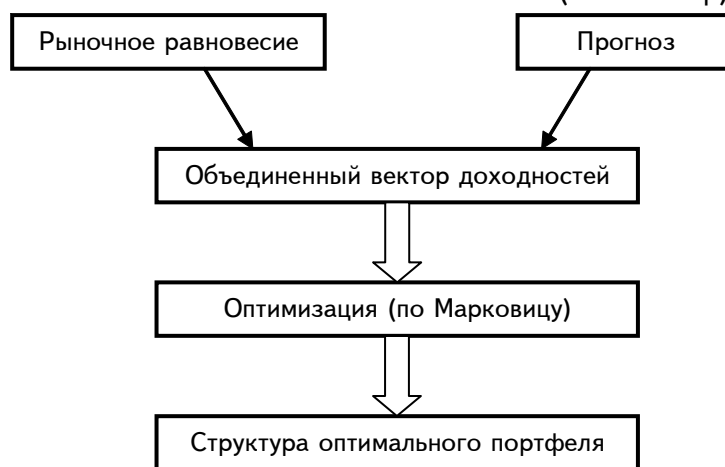 Рыночное равновесие
Прогноз
Объединенный вектор доходностей
Оптимизация (по Марковицу)
Структура оптимального портфеля